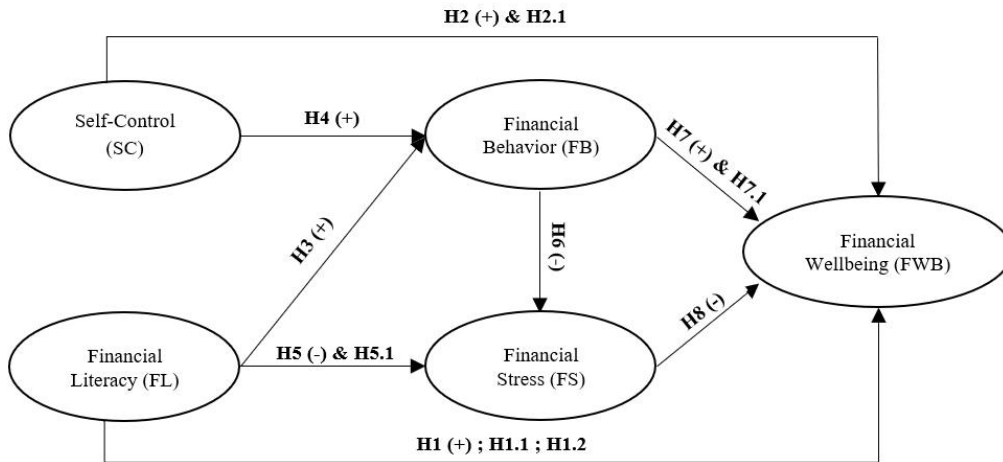 H2 (+) & H2.1
Self-Control
(SC)
H4 (+)
Financial
Behavior (FB)
H7 (+) & H7.1
H3 (+)
H6 (-)
Financial
Wellbeing (FWB)
Financial
Literacy (FL)
H5 (-) & H5.1
Financial
Stress (FS)
H8 (-)
H1 (+) ; H1.1 ; H1.2